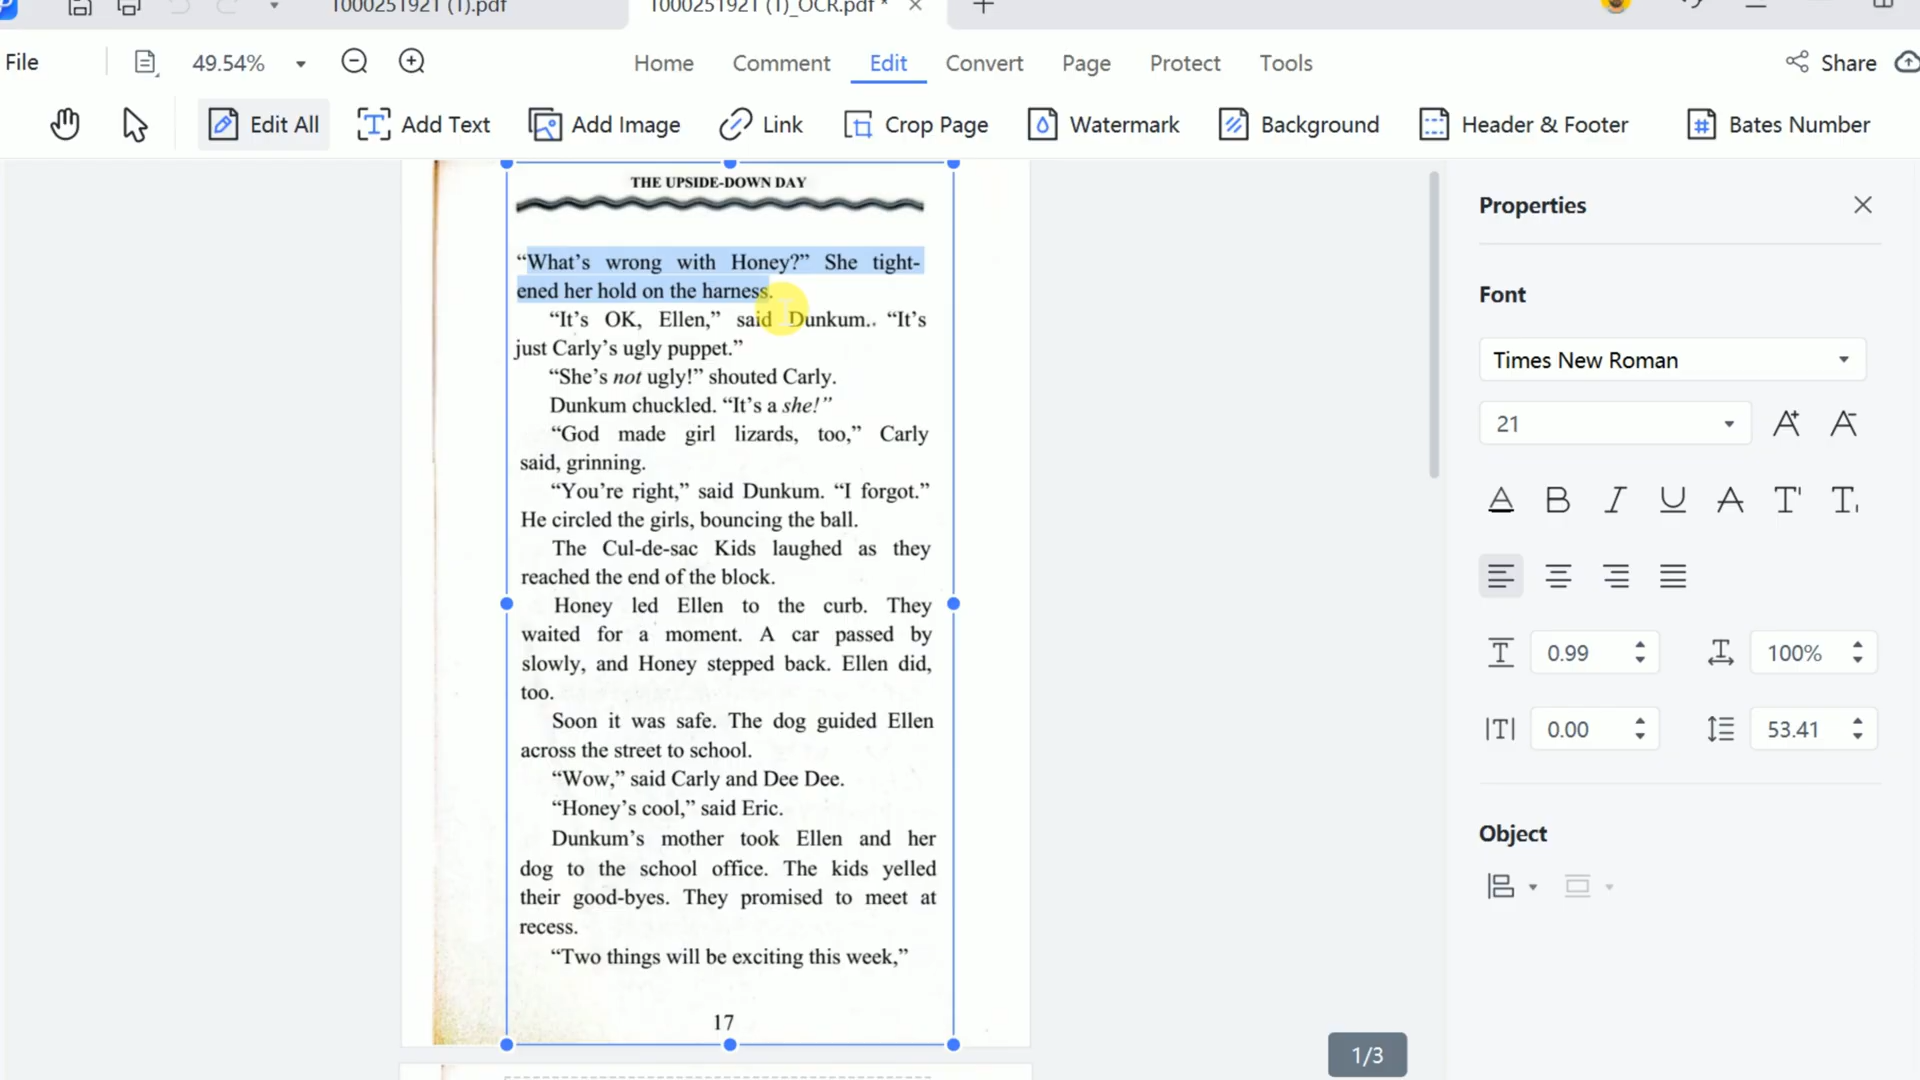 1000251921 (1).pdf
1000251921 (1)_OCR.pdf *
File
49.54%
Home
Comment
Edit
Convert
Page
Protect
Tools
Share
Edit All
Add Text
Add Image
Link
Crop Page
Watermark
Background
Header & Footer
Bates Number
THE UPSIDE-DOWN DAY
“What’s wrong with Honey?” She tight-
ened her hold on the harness.
“It’s OK, Ellen,” said Dunkum.. “It’s
just Carly’s ugly puppet.”
“She’s not ugly!” shouted Carly.
Dunkum chuckled. “It’s a she!”
“God made girl lizards, too,” Carly
said, grinning.
“You’re right,” said Dunkum. “I forgot.”
He circled the girls, bouncing the ball.
The Cul-de-sac Kids laughed as they
reached the end of the block.
Honey led Ellen to the curb. They
waited for a moment. A car passed by
slowly, and Honey stepped back. Ellen did,
too.
Soon it was safe. The dog guided Ellen
across the street to school.
“Wow,” said Carly and Dee Dee.
“Honey’s cool,” said Eric.
Dunkum’s mother took Ellen and her
dog to the school office. The kids yelled
their good-byes. They promised to meet at
recess.
“Two things will be exciting this week,”
17
1/3
Properties
Font
Times New Roman
21
0.99
100%
0.00
53.41
Object